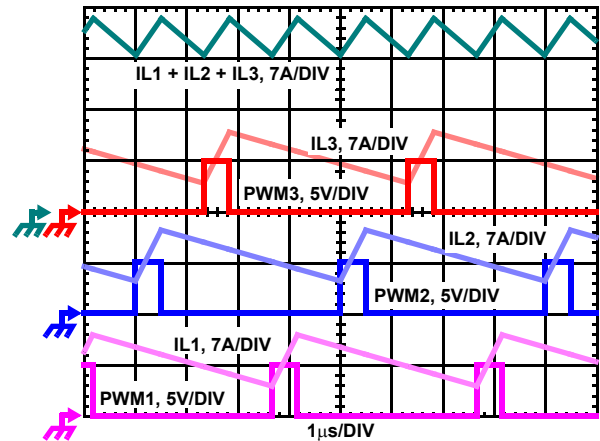 IL1 + IL2 + IL3, 7A/DIV
IL3, 7A/DIV
PWM3, 5V/DIV
IL2, 7A/DIV
PWM2, 5V/DIV
IL1, 7A/DIV
PWM1, 5V/DIV
1µs/DIV